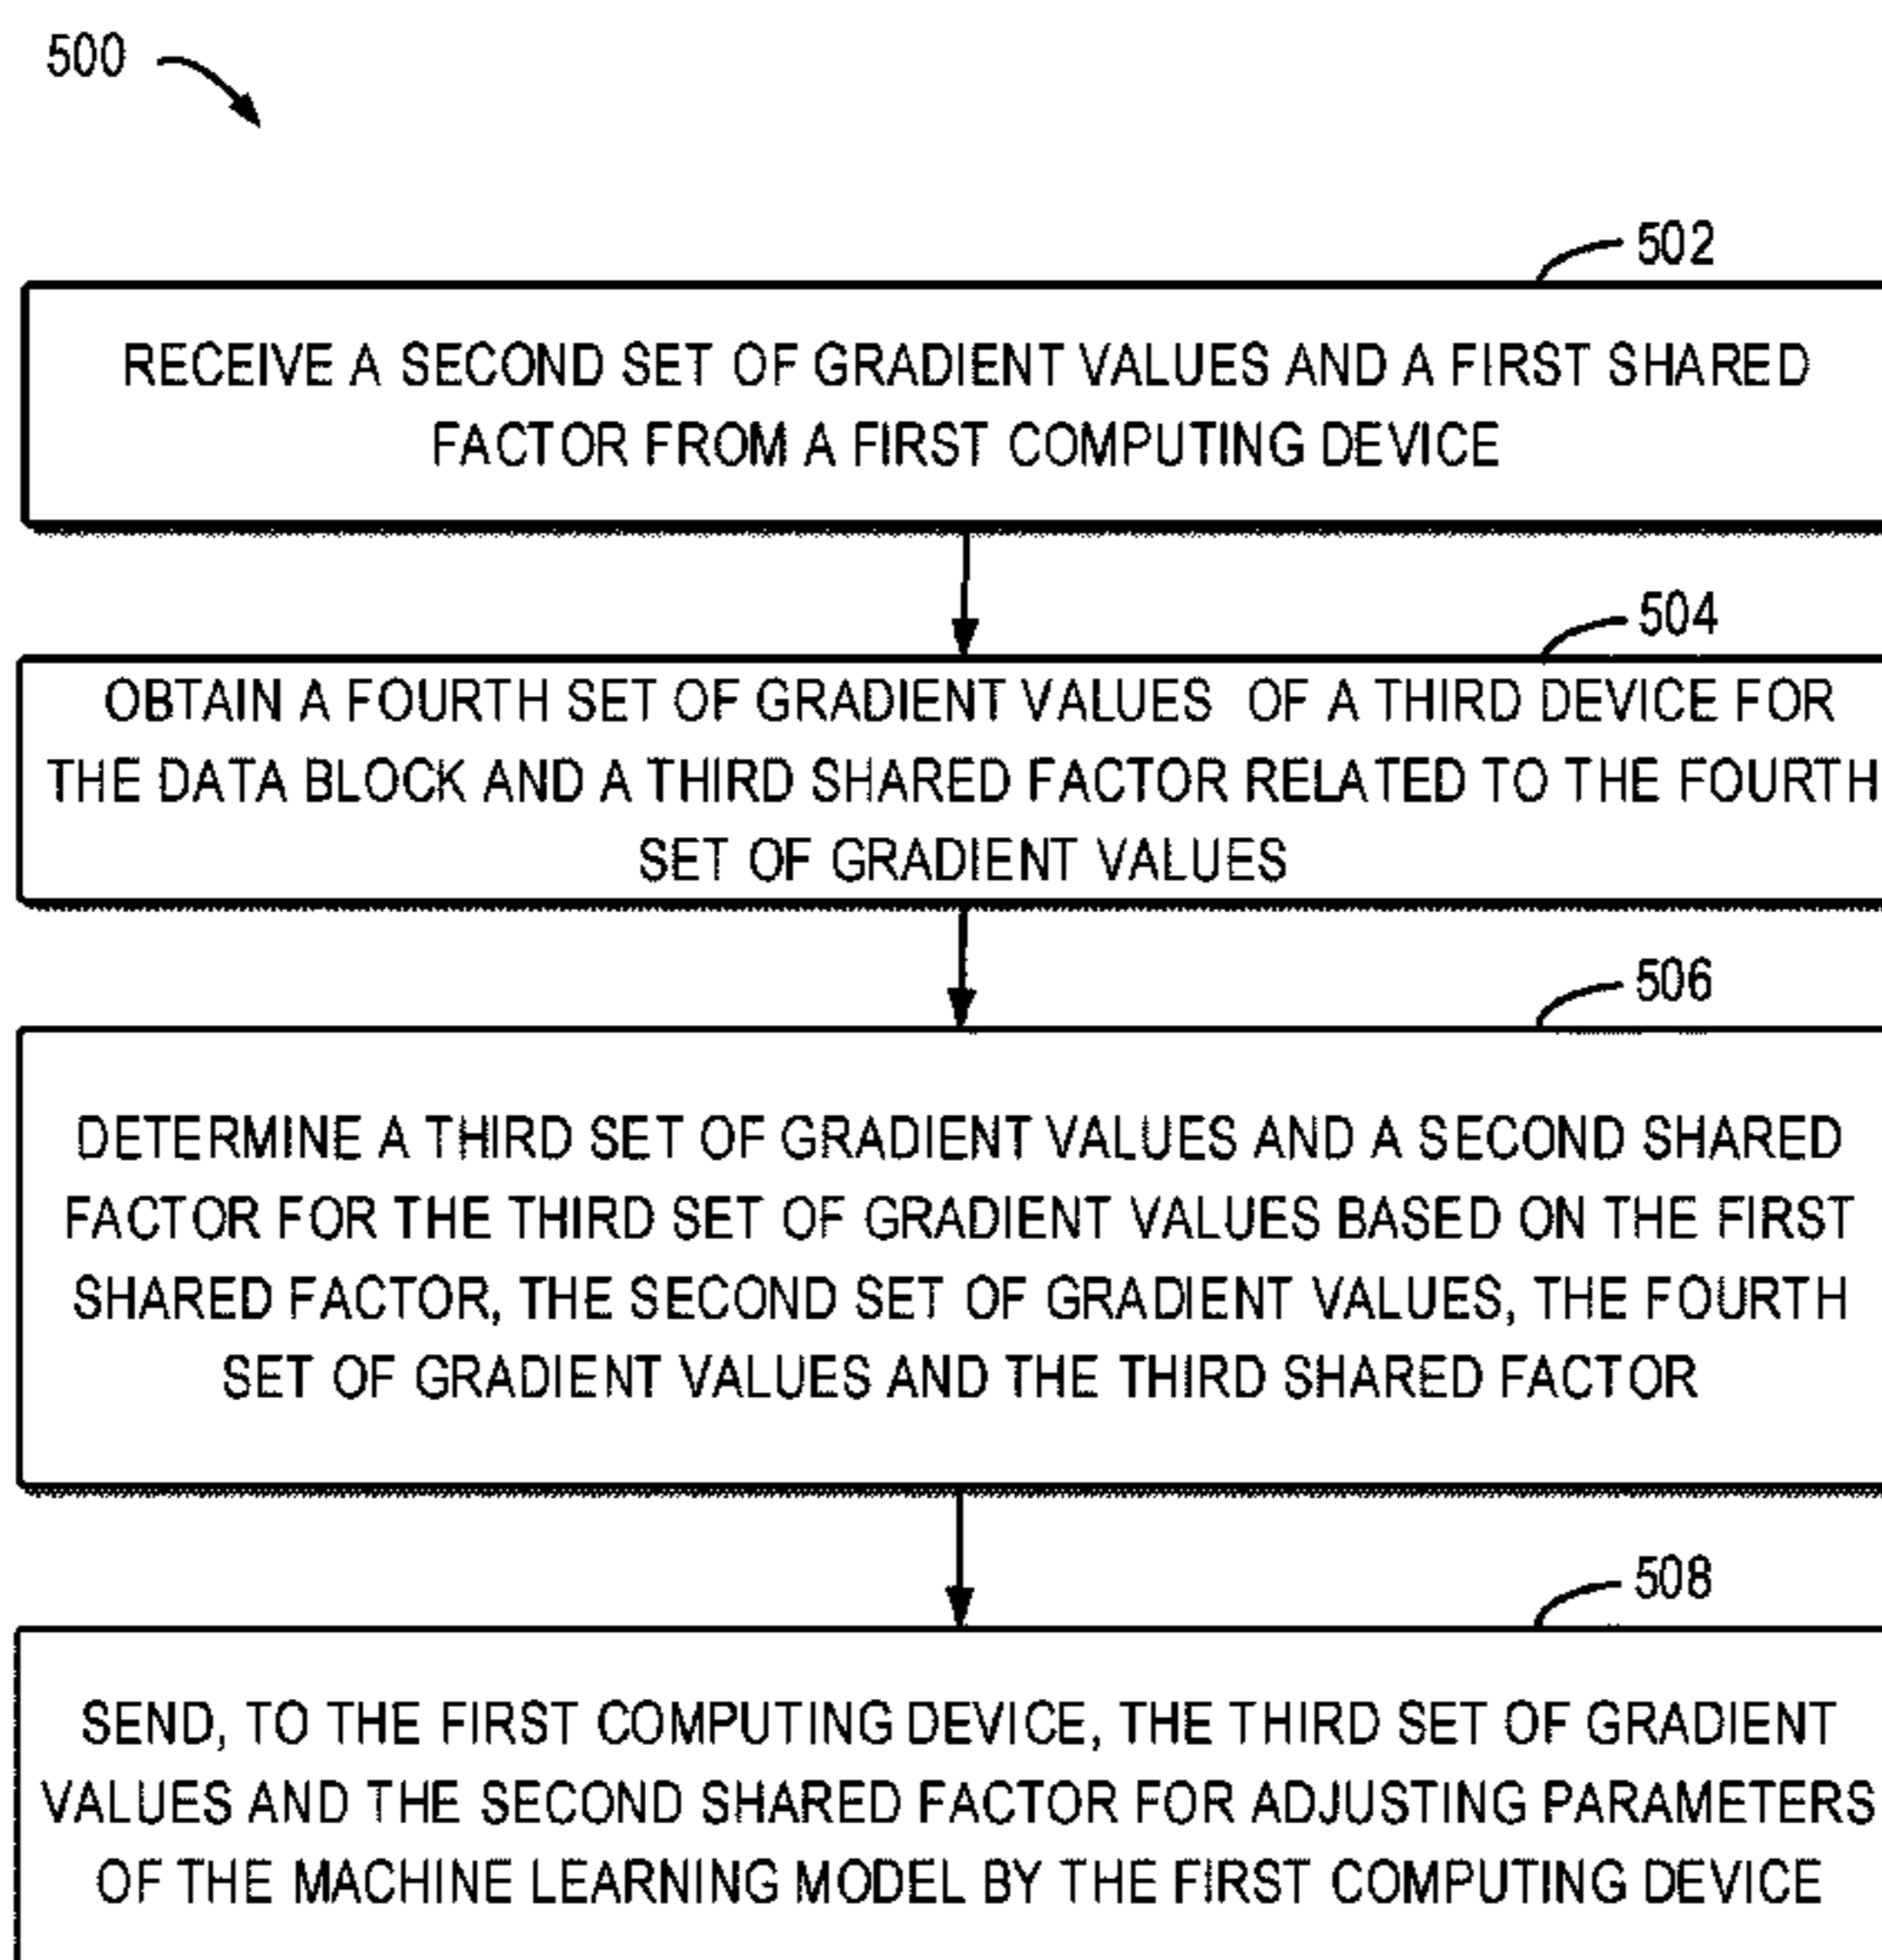 500
502
RECEIVE A SECOND SET OF GRADIENT VALUES AND A FIRST SHARED
FACTOR FROM A FIRST COMPUTING DEVICE
504
OBTAIN A FOURTH SET OF GRADIENT VALUES OF A THIRD DEVICE FOR
THE DATA BLOCK AND A THIRD SHARED FACTOR RELATED TO THE FOURTH
SET OF GRADIENT VALUES
506
DETERMINE A THIRD SET OF GRADIENT VALUES AND A SECOND SHARED
FACTOR FOR THE THIRD SET OF GRADIENT VALUES BASED ON THE FIRST
SHARED FACTOR, THE SECOND SET OF GRADIENT VALUES, THE FOURTH
SET OF GRADIENT VALUES AND THE THIRD SHARED FACTOR
508
SEND, TO THE FIRST COMPUTING DEVICE, THE THIRD SET OF GRADIENT
VALUES AND THE SECOND SHARED FACTOR FOR ADJUSTING PARAMETERS
OF THE MACHINE LEARNING MODEL BY THE FIRST COMPUTING DEVICE